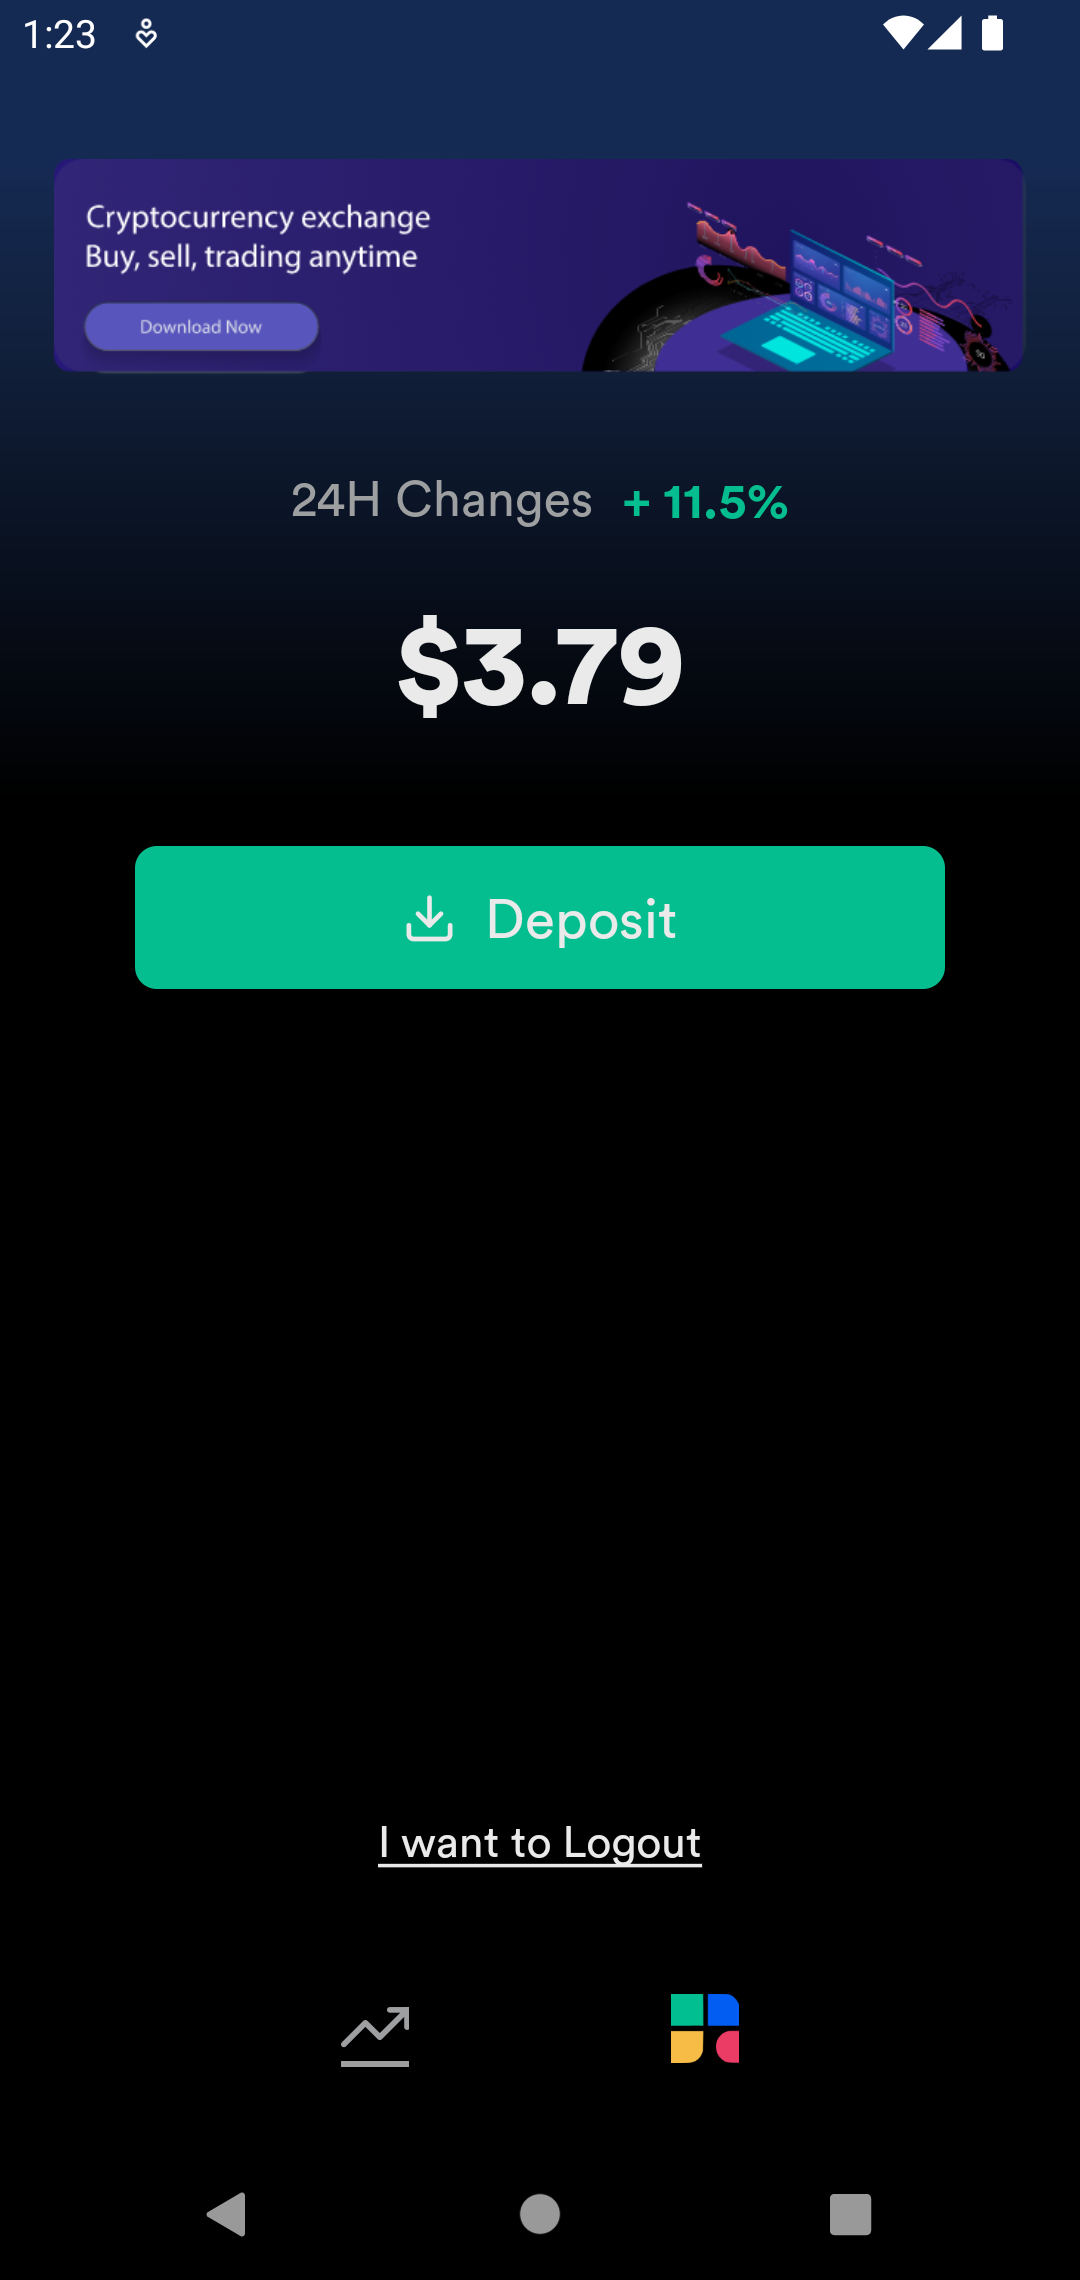 1:23
Cryptocurrency exchange
Buy, sell, trading anytime
Download Now
24H Changes + 11.5%
$3.79
Deposit
I want to Logout